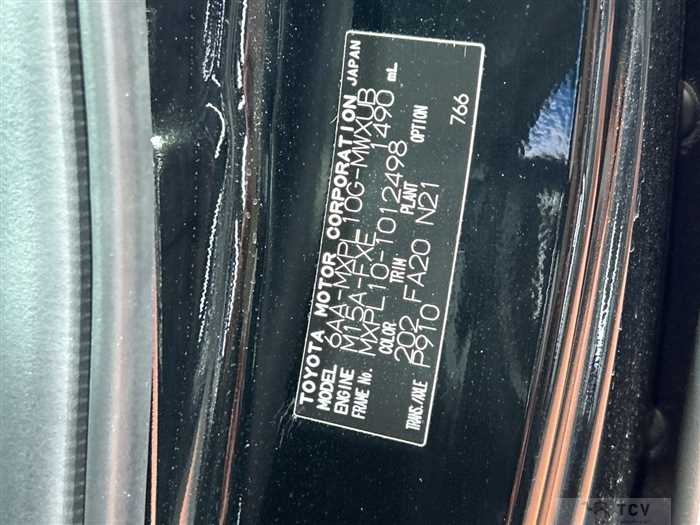 TOYOTA MOTOR CORPORATION JAPAN
MODEL 6AA-MXPL10G-MWXUB
ENGINE M15A-FXE 1490 mL
FRAME No. MXPL10-1012498
COLOR TRIM PLANT OPTION
202 FA20 N21
TRANS./AXLE P910 766
TCV